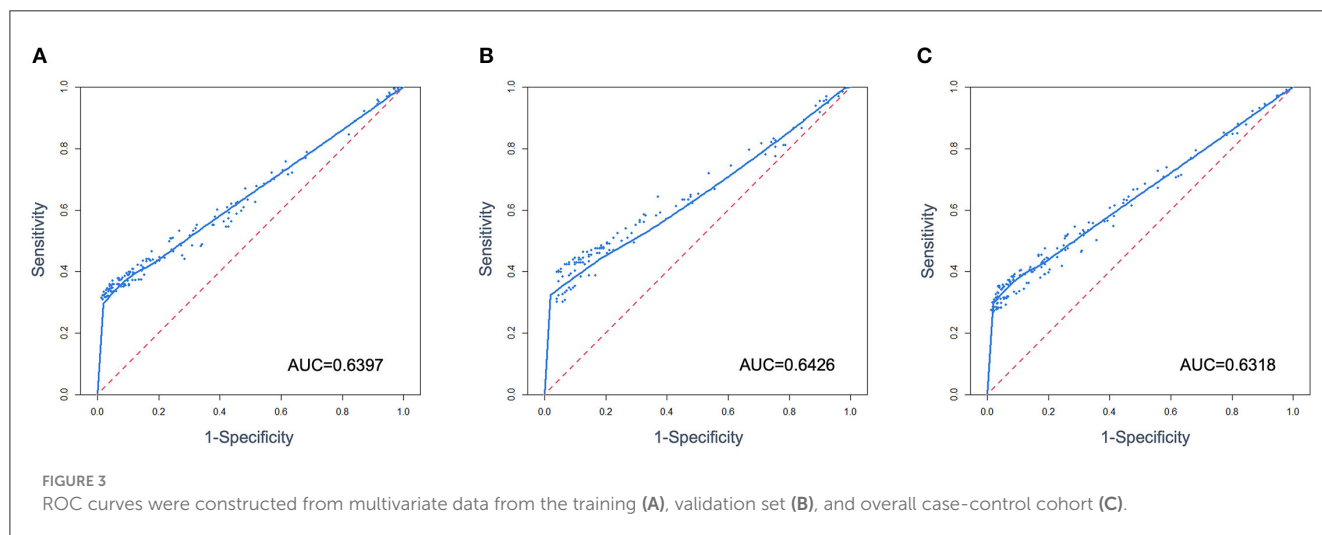 A
B
C
1.0
0.8
0.6
0.4
0.2
0.0
Sensitivity
0.0 0.2 0.4 0.6 0.8 1.0
1-Specificity
AUC=0.6397
1.0
0.8
0.6
0.4
0.2
0.0
Sensitivity
0.0 0.2 0.4 0.6 0.8 1.0
1-Specificity
AUC=0.6426
1.0
0.8
0.6
0.4
0.2
0.0
Sensitivity
0.0 0.2 0.4 0.6 0.8 1.0
1-Specificity
AUC=0.6318
FIGURE 3
ROC curves were constructed from multivariate data from the training (A), validation set (B), and overall case-control cohort (C).